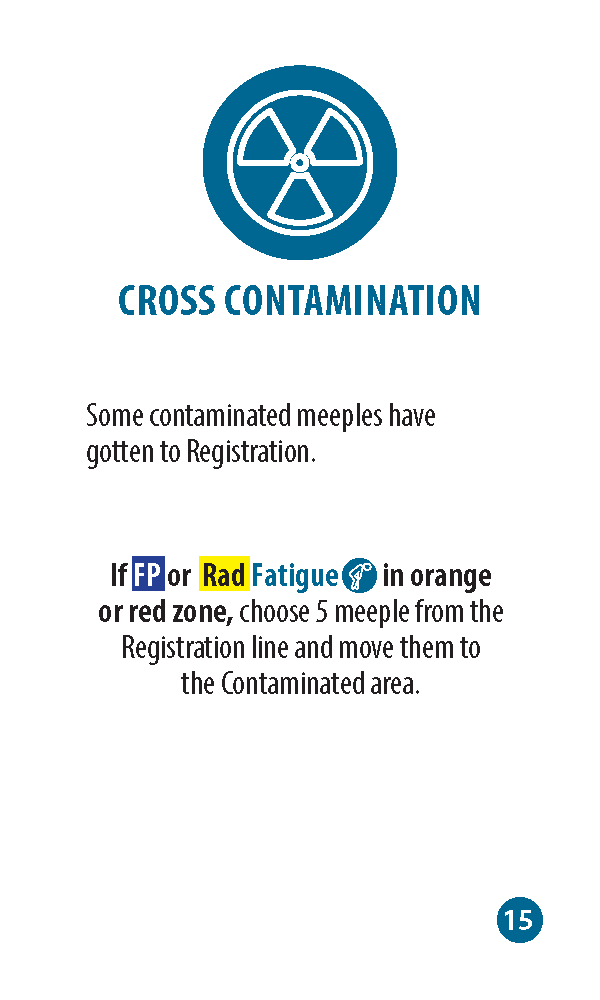 CROSS CONTAMINATION
Some contaminated meeples have
gotten to Registration.
If FP or Rad Fatigue in orange
or red zone, choose 5 meeple from the
Registration line and move them to
the Contaminated area.
15